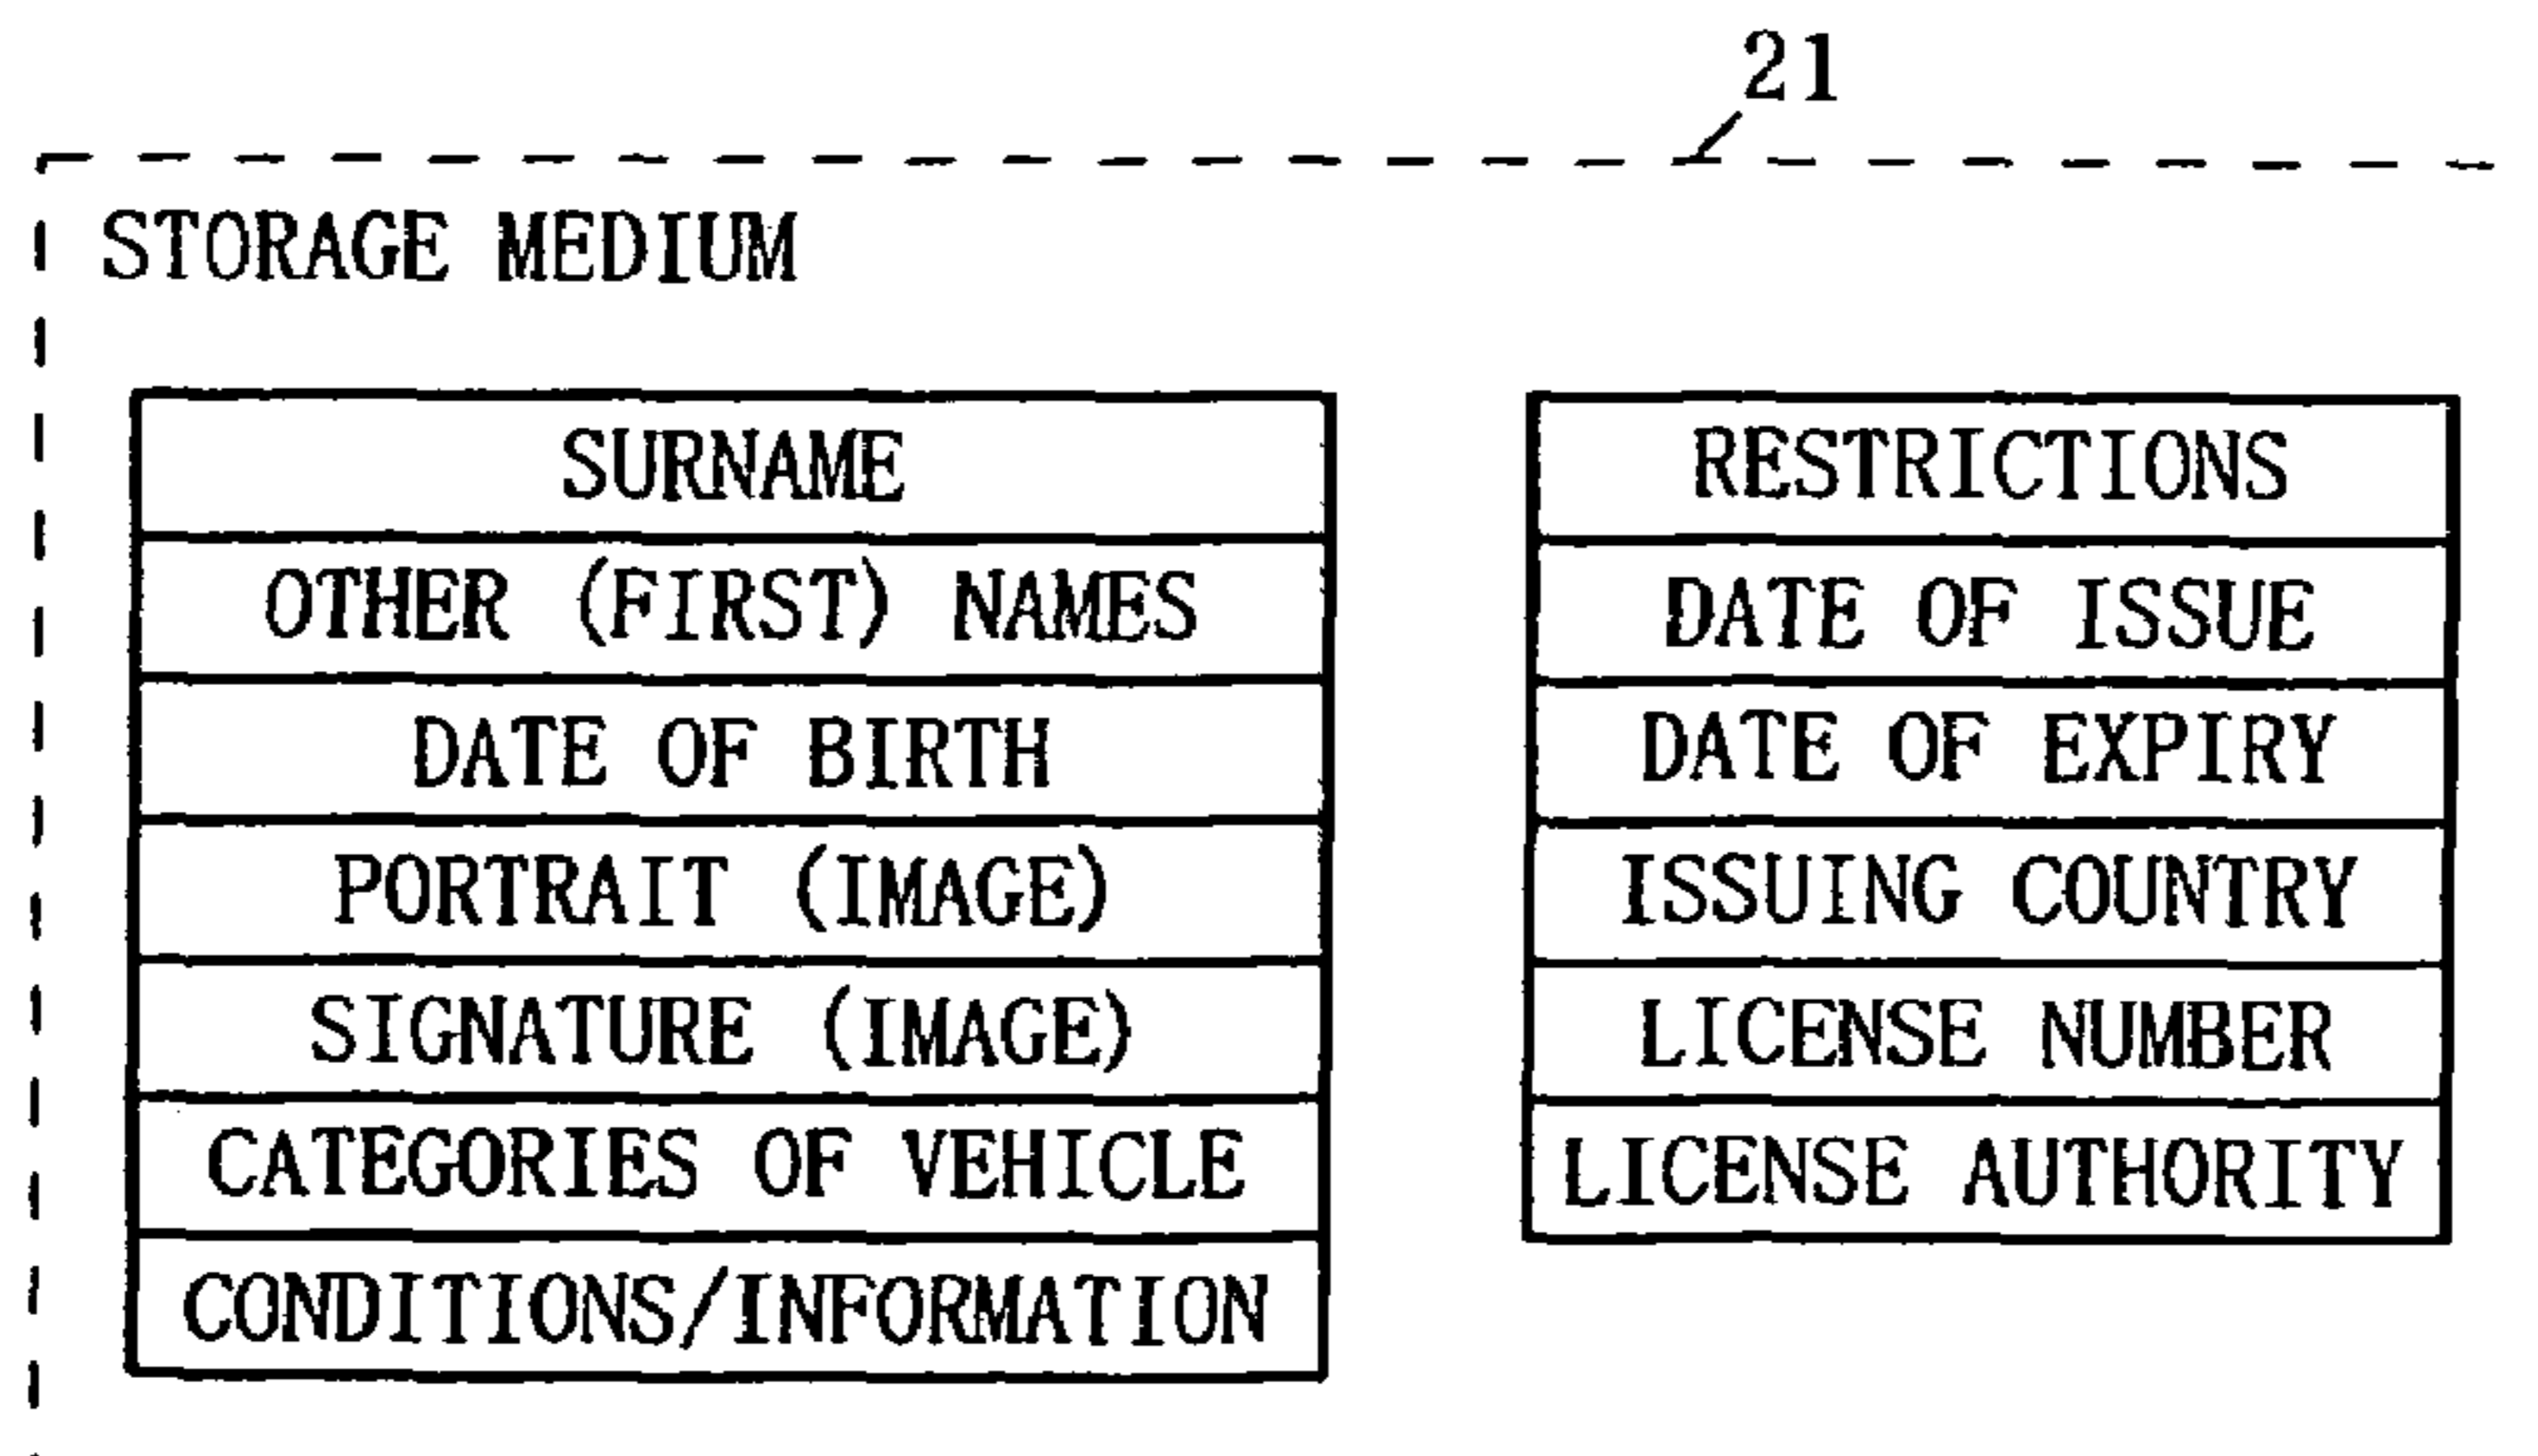 21
STORAGE MEDIUM
SURNAME
OTHER (FIRST) NAMES
DATE OF BIRTH
PORTRAIT (IMAGE)
SIGNATURE (IMAGE)
CATEGORIES OF VEHICLE
CONDITIONS/INFORMATION
RESTRICTIONS
DATE OF ISSUE
DATE OF EXPIRY
ISSUING COUNTRY
LICENSE NUMBER
LICENSE AUTHORITY